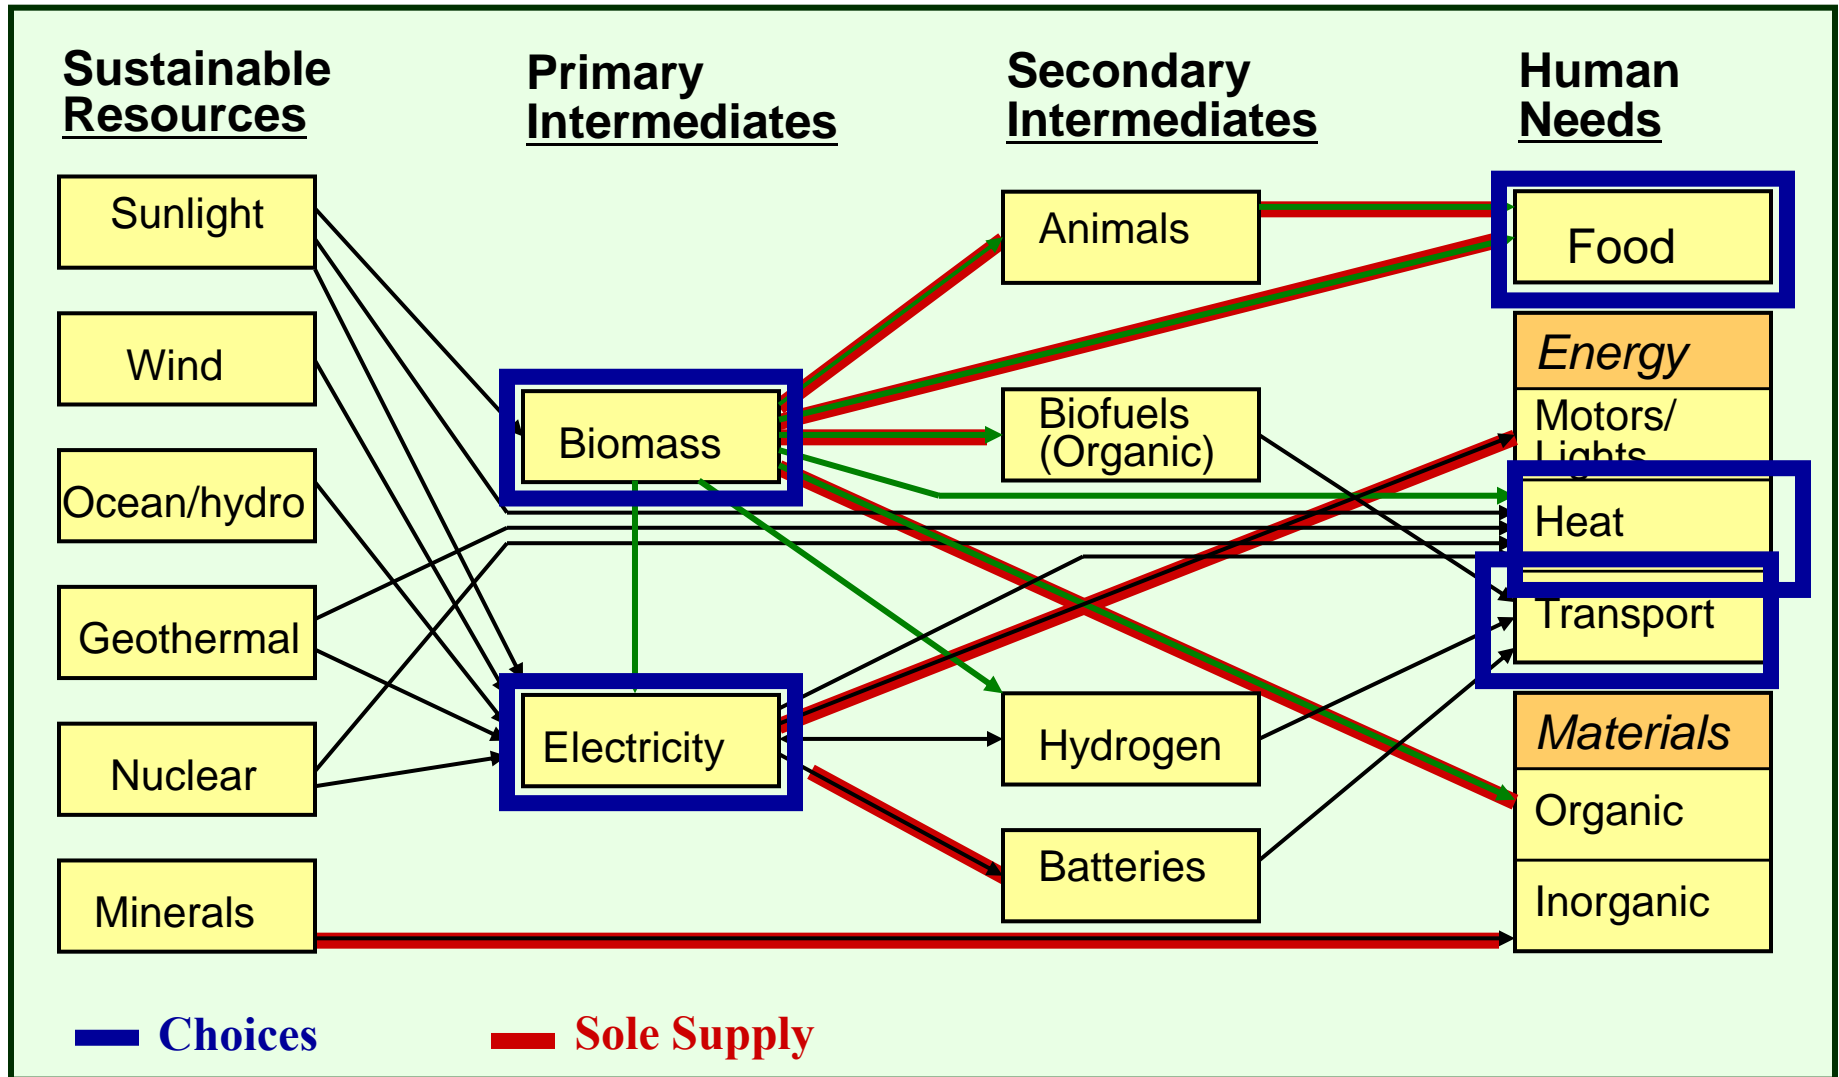 Sustainable
Resources
Primary
Intermediates
Secondary
Intermediates
Human
Needs
Sunlight
Wind
Ocean/hydro
Geothermal
Nuclear
Minerals
Biomass
Electricity
Animals
Biofuels
(Organic)
Hydrogen
Batteries
Food
Energy
Motors/
Lights
Heat
Transport
Materials
Organic
Inorganic
Choices
Sole Supply